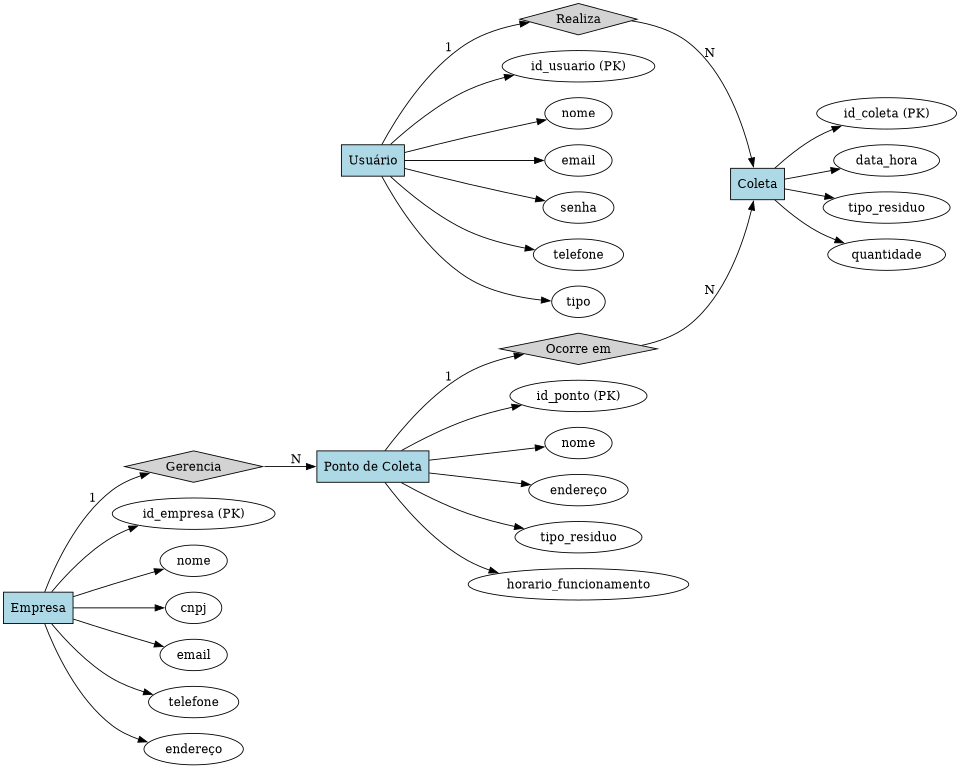 Realiza
1
N
id_usuario (PK)
nome
Usuário
email
senha
telefone
tipo
id_coleta (PK)
data_hora
Coleta
tipo_residuo
quantidade
N
Ocorre em
1
id_ponto (PK)
nome
Gerencia
N
Ponto de Coleta
endereço
tipo_residuo
horario_funcionamento
1
id_empresa (PK)
nome
Empresa
cnpj
email
telefone
endereço